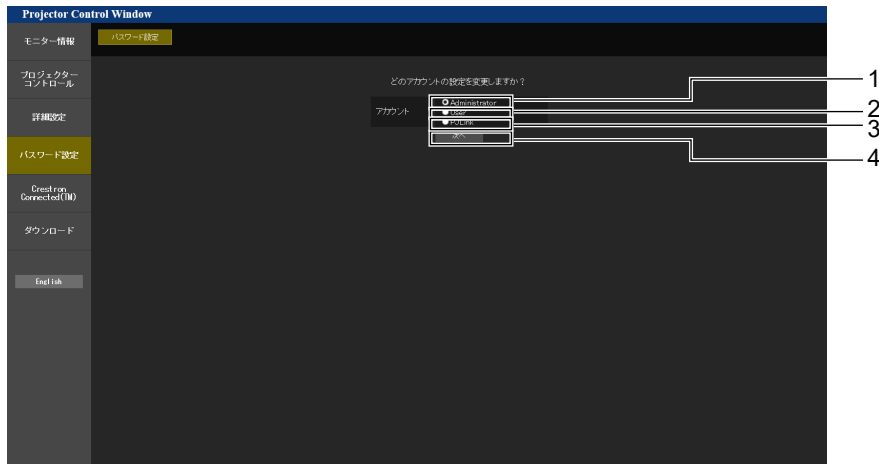 Projector Control Window
モニター情報
パスワード設定
プロジェクター
コントロール
詳細設定
パスワード設定
Crestron
Connected(TM)
ダウンロード
English
どのアカウントの設定を変更しますか？
アカウント
Administrator
User
PJLink
次へ
1
2
3
4